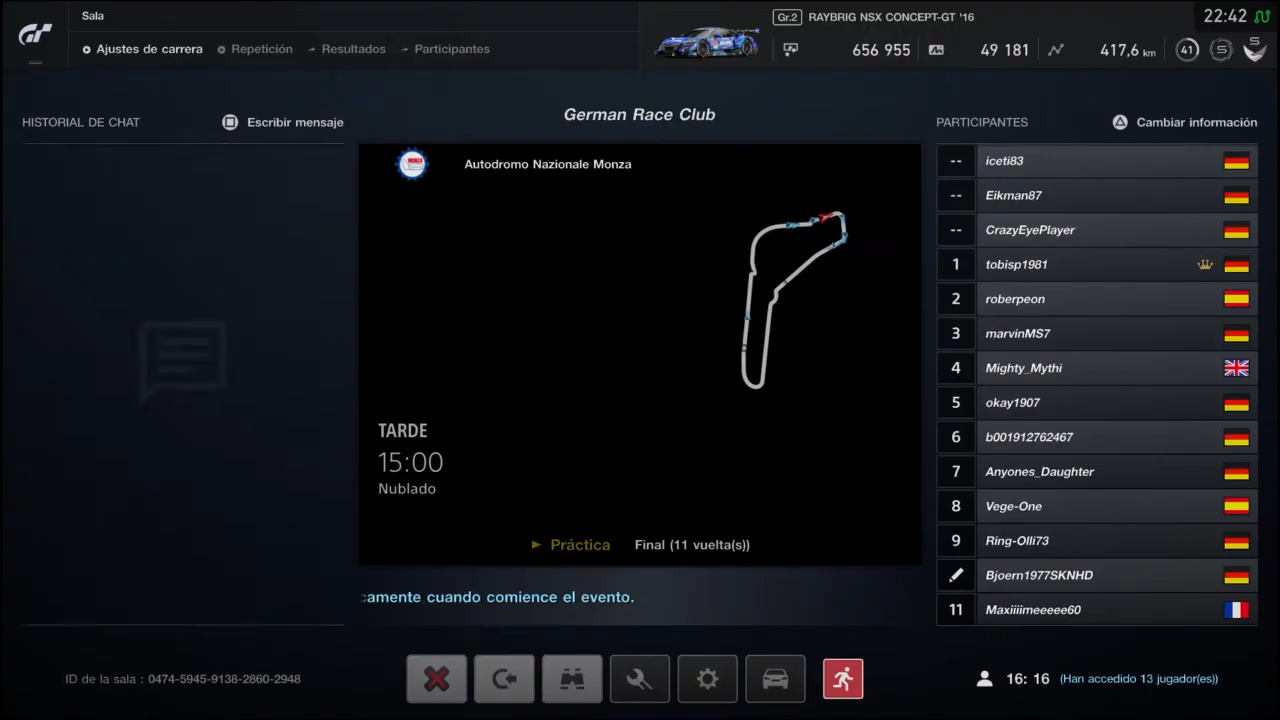 Sala
Gr.2 RAYBRIG NSX CONCEPT-GT '16
22:42
Ajustes de carrera
Repetición
Resultados
Participantes
656 955
49 181
417,6 km
41
S
S
HISTORIAL DE CHAT
Escribir mensaje
German Race Club
PARTICIPANTES
Cambiar información
Autodromo Nazionale Monza
TARDE
15:00
Nublado
Práctica
Final (11 vuelta(s))
camente cuando comience el evento.
-- iceti83
-- Eikman87
-- CrazyEyePlayer
1 tobisp1981
2 roberpeon
3 marvinMS7
4 Mighty_Mythi
5 okay1907
6 b001912762467
7 Anyones_Daughter
8 Vege-One
9 Ring-Olli73
Bjoern1977SKNHD
11 Maxiiiimeeeee60
ID de la sala : 0474-5945-9138-2860-2948
16: 16 (Han accedido 13 jugador(es))